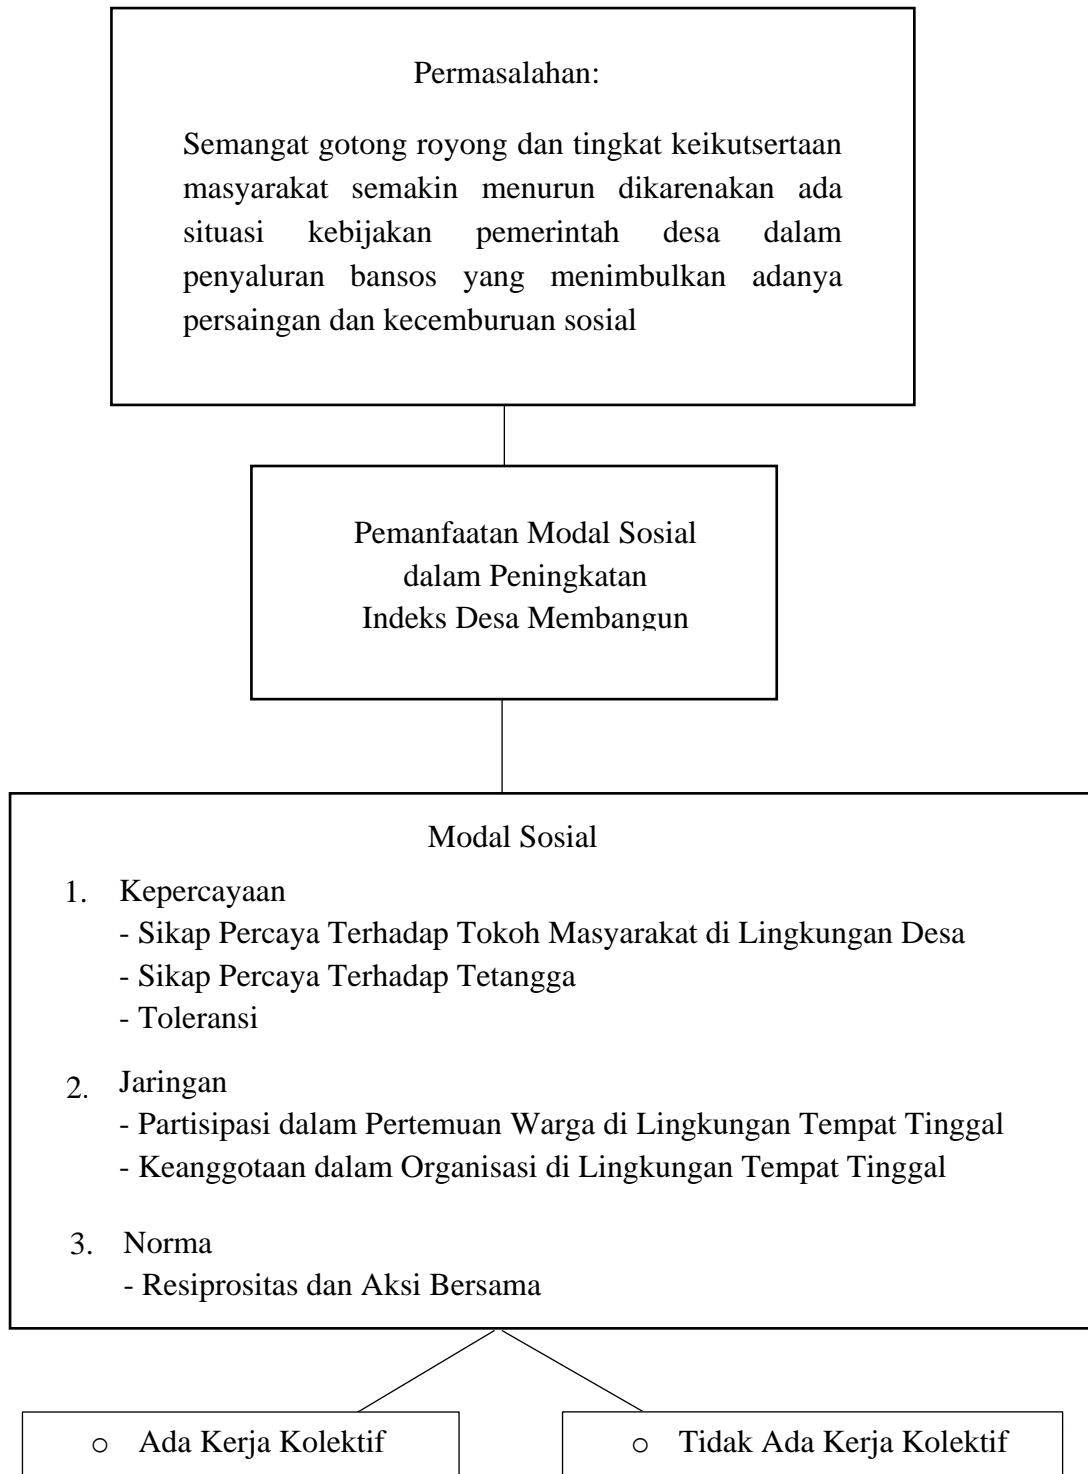 Permasalahan:
Semangat gotong royong dan tingkat keikutsertaan
masyarakat semakin menurun dikarenakan ada
situasi kebijakan pemerintah desa dalam
penyaluran bansos yang menimbulkan adanya
persaingan dan kecemburuan sosial
Pemanfaatan Modal Sosial
dalam Peningkatan
Indeks Desa Membangun
Modal Sosial
1. Kepercayaan
- Sikap Percaya Terhadap Tokoh Masyarakat di Lingkungan Desa
- Sikap Percaya Terhadap Tetangga
- Toleransi
2. Jaringan
- Partisipasi dalam Pertemuan Warga di Lingkungan Tempat Tinggal
- Keanggotaan dalam Organisasi di Lingkungan Tempat Tinggal
3. Norma
- Resiprositas dan Aksi Bersama
o Ada Kerja Kolektif
o Tidak Ada Kerja Kolektif